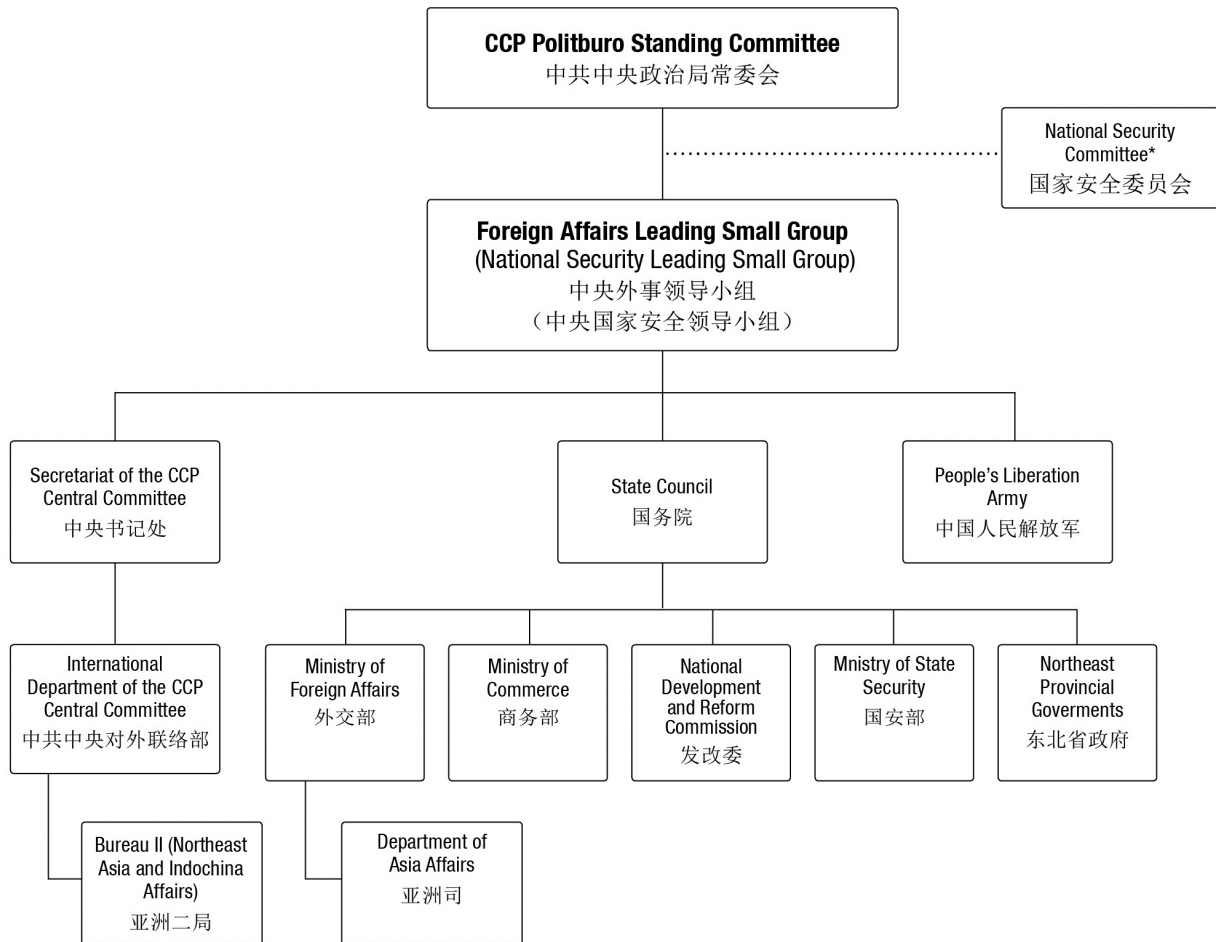 CCP Politburo Standing Committee
中共中央政治局常委会
National Security
Committee*
国家安全委员会
Foreign Affairs Leading Small Group
(National Security Leading Small Group)
中央外事领导小组
（中央国家安全领导小组）
Secretariat of the CCP
Central Committee
中央书记处
State Council
国务院
People's Liberation
Army
中国人民解放军
International
Department of the CCP
Central Committee
中共中央对外联络部
Ministry of
Foreign Affairs
外交部
Ministry of
Commerce
商务部
National
Development
and Reform
Commission
发改委
Mnistry of State
Security
国安部
Northeast
Provincial
Goverments
东北省政府
Bureau II (Northeast
Asia and Indochina
Affairs)
亚洲二局
Department of
Asia Affairs
亚洲司